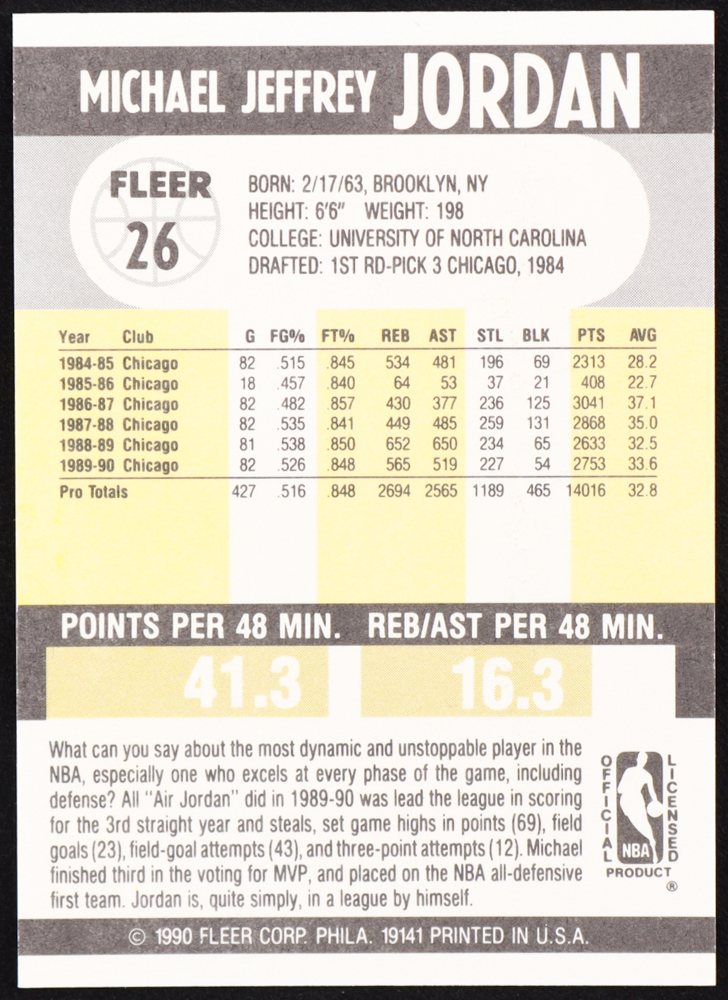 MICHAEL JEFFREY JORDAN
FLEER
26
BORN: 2/17/63, BROOKLYN, NY
HEIGHT: 6'6" WEIGHT: 198
COLLEGE: UNIVERSITY OF NORTH CAROLINA
DRAFTED: 1ST RD-PICK 3 CHICAGO, 1984
Year Club G FG% FT% REB AST STL BLK PTS AVG
1984-85 Chicago 82 .515 .845 534 481 196 69 2313 28.2
1985-86 Chicago 18 .457 .840 64 53 37 21 408 22.7
1986-87 Chicago 82 .482 .857 430 377 236 125 3041 37.1
1987-88 Chicago 82 .535 .841 449 485 259 131 2868 35.0
1988-89 Chicago 81 .538 .850 652 650 234 65 2633 32.5
1989-90 Chicago 82 .526 .848 565 519 227 54 2753 33.6
Pro Totals 427 .516 .848 2694 2565 1189 465 14016 32.8
POINTS PER 48 MIN. REB/AST PER 48 MIN.
41.3 16.3
What can you say about the most dynamic and unstoppable player in the
NBA, especially one who excels at every phase of the game, including
defense? All "Air Jordan" did in 1989-90 was lead the league in scoring
for the 3rd straight year and steals, set game highs in points (69), field
goals (23), field-goal attempts (43), and three-point attempts (12). Michael
finished third in the voting for MVP, and placed on the NBA all-defensive
first team. Jordan is, quite simply, in a league by himself.
OFFICIAL
LICENSED
NBA
PRODUCT
®
© 1990 FLEER CORP. PHILA. 19141 PRINTED IN U.S.A.